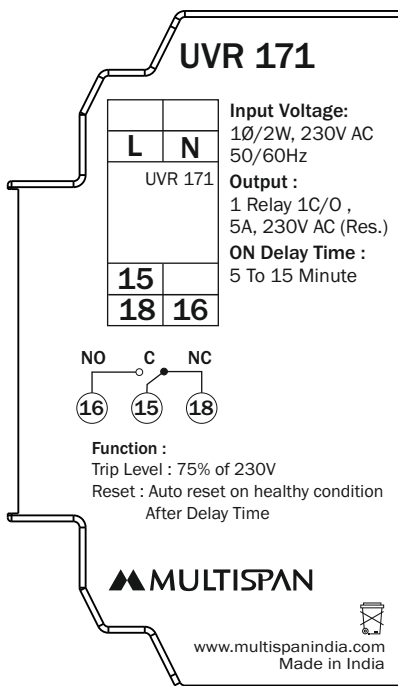 UVR 171
L N
UVR 171
15
18 16
Input Voltage:
1Ø/2W, 230V AC
50/60Hz
Output :
1 Relay 1C/O ,
5A, 230V AC (Res.)
ON Delay Time :
5 To 15 Minute
NO C NC
16 15 18
Function :
Trip Level : 75% of 230V
Reset : Auto reset on healthy condition
After Delay Time
MULTISPAN
www.multispanindia.com
Made in India